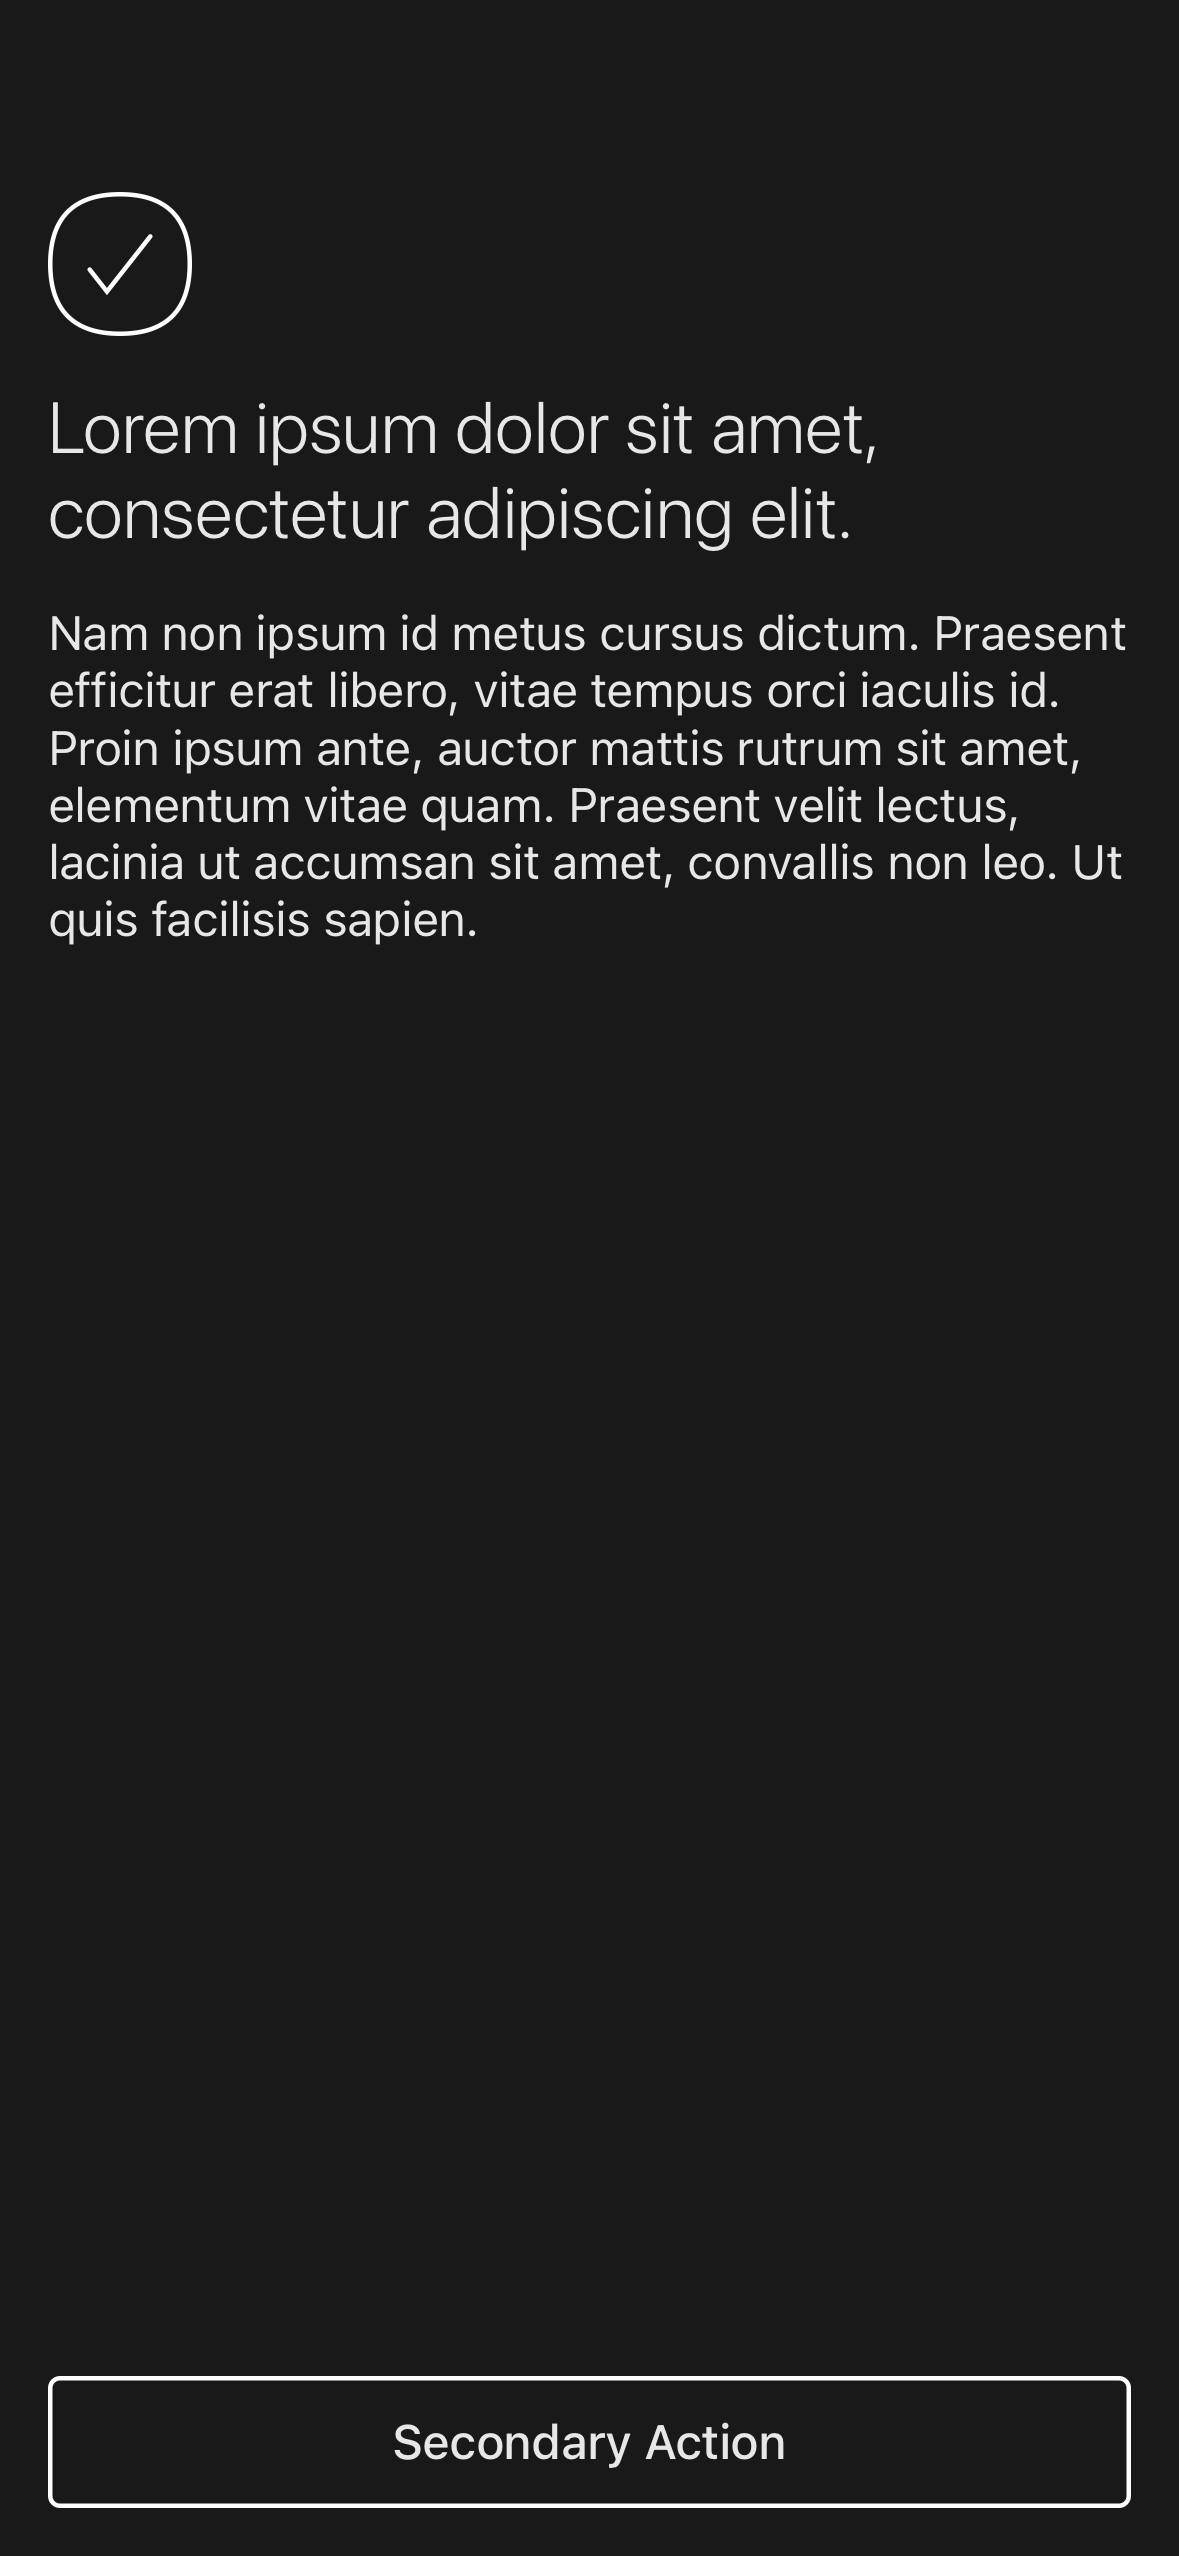 Lorem ipsum dolor sit amet,
consectetur adipiscing elit.
Nam non ipsum id metus cursus dictum. Praesent
efficitur erat libero, vitae tempus orci iaculis id.
Proin ipsum ante, auctor mattis rutrum sit amet,
elementum vitae quam. Praesent velit lectus,
lacinia ut accumsan sit amet, convallis non leo. Ut
quis facilisis sapien.
Secondary Action